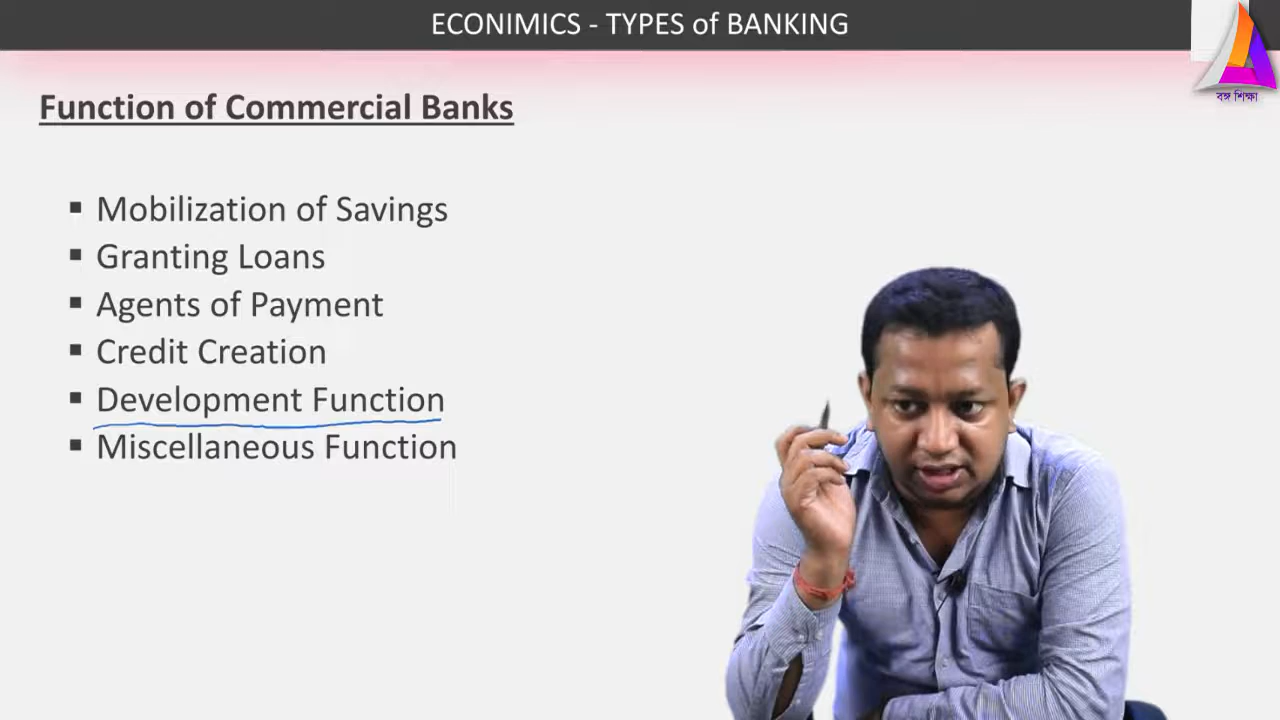 ECONIMICS - TYPES of BANKING
বঙ্গ শিক্ষা
Function of Commercial Banks
Mobilization of Savings
Granting Loans
Agents of Payment
Credit Creation
Development Function
Miscellaneous Function